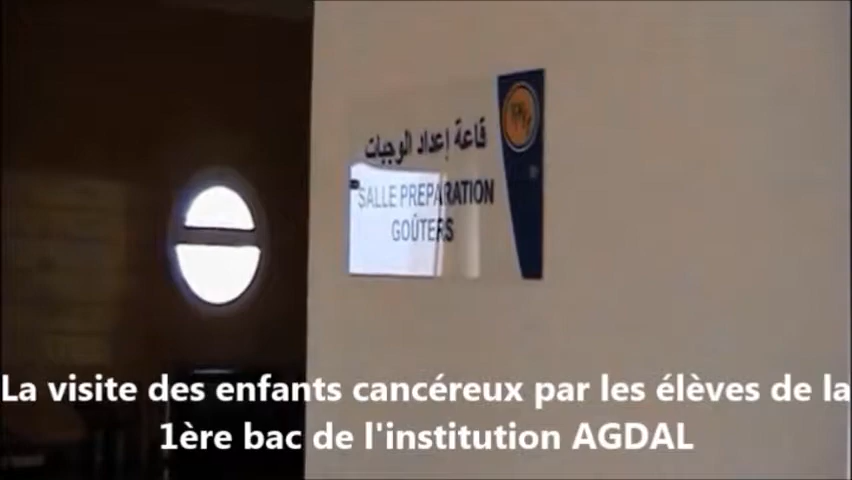 قاعة إعداد الوجبات
SALLE PREPARATION
GOÛTERS
La visite des enfants cancéreux par les élèves de la
1ère bac de l'institution AGDAL